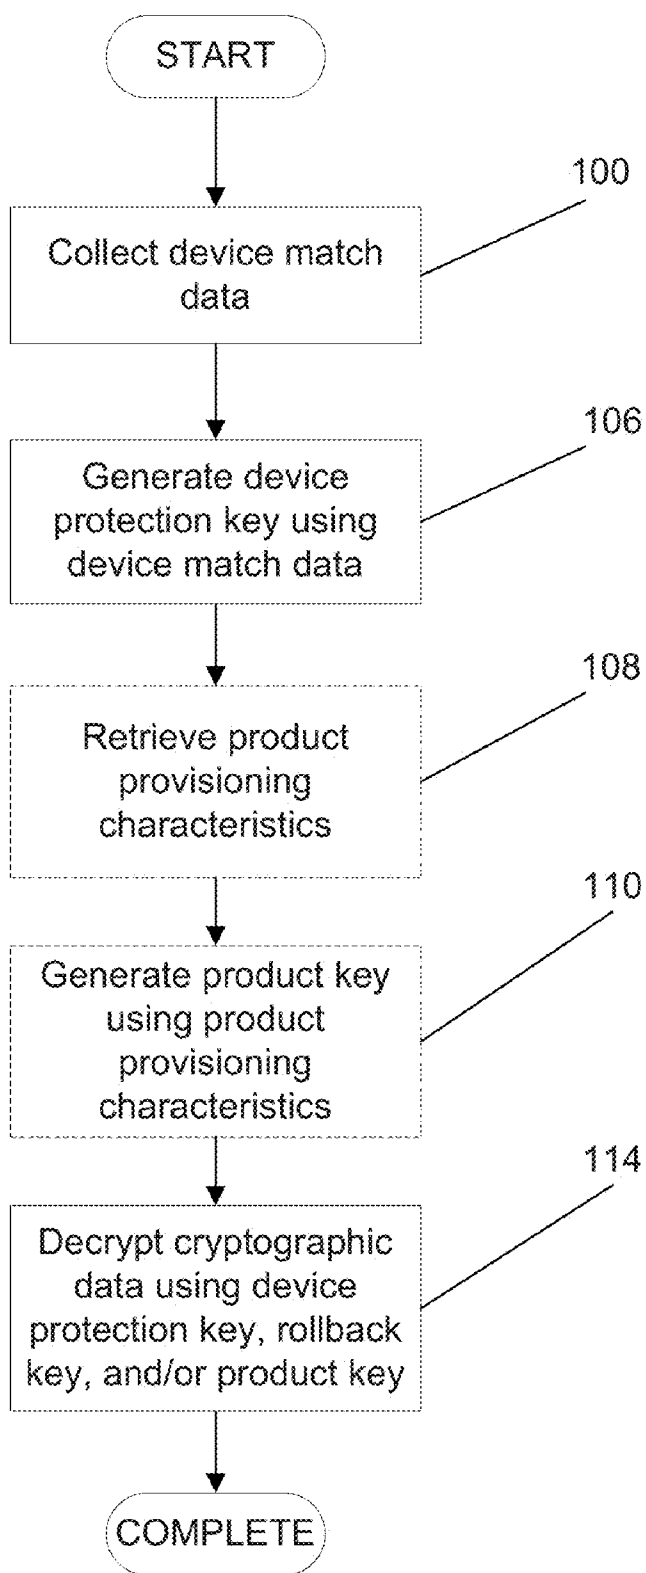 START
100
Collect device match
data
106
Generate device
protection key using
device match data
108
Retrieve product
provisioning
characteristics
110
Generate product key
using product
provisioning
characteristics
114
Decrypt cryptographic
data using device
protection key, rollback
key, and/or product key
COMPLETE